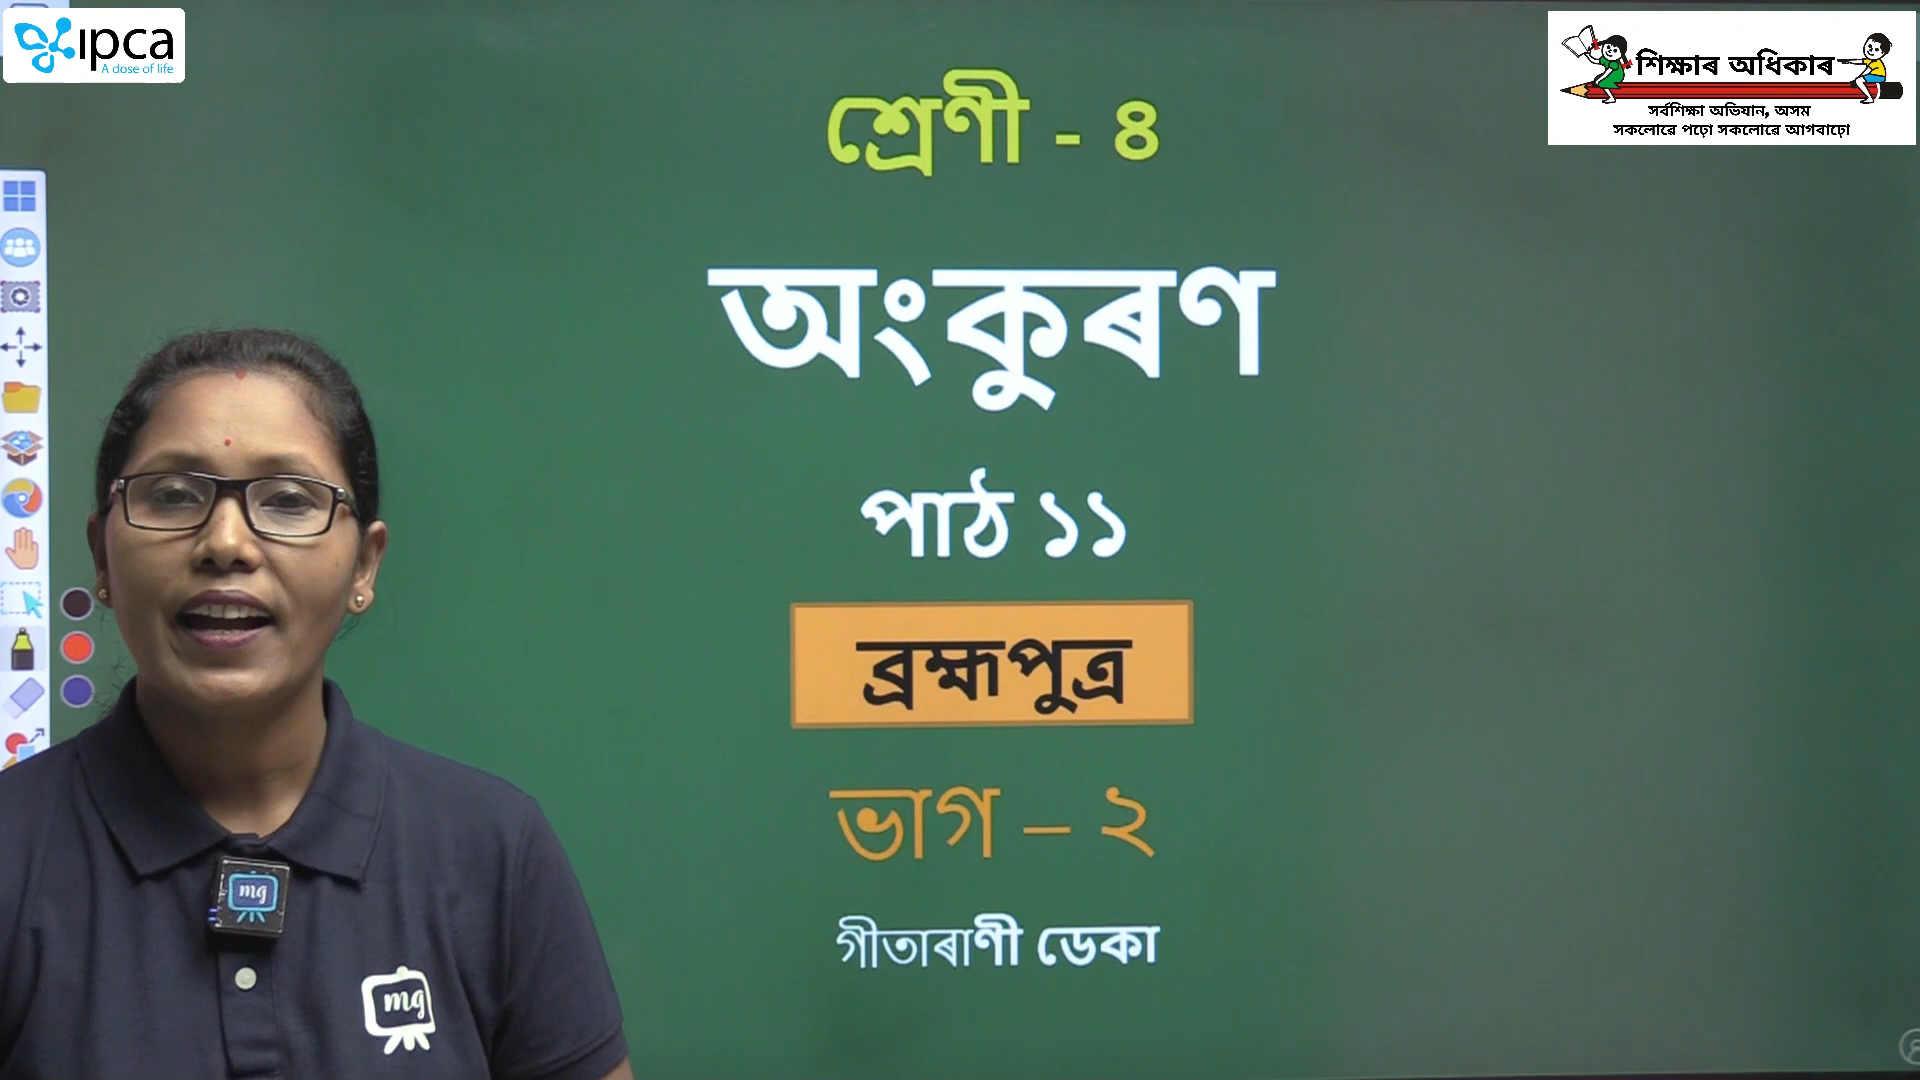 ipca
A dose of life
শিক্ষাৰ অধিকাৰ
সৰ্বশিক্ষা অভিযান, অসম
সকলোৱে পঢ়ো সকলোৱে আগবাঢ়ো
শ্ৰেণী - ৪
অংকুৰণ
পাঠ ১১
ব্ৰহ্মপুত্ৰ
ভাগ – ২
গীতাৰাণী ডেকা
mg
mg